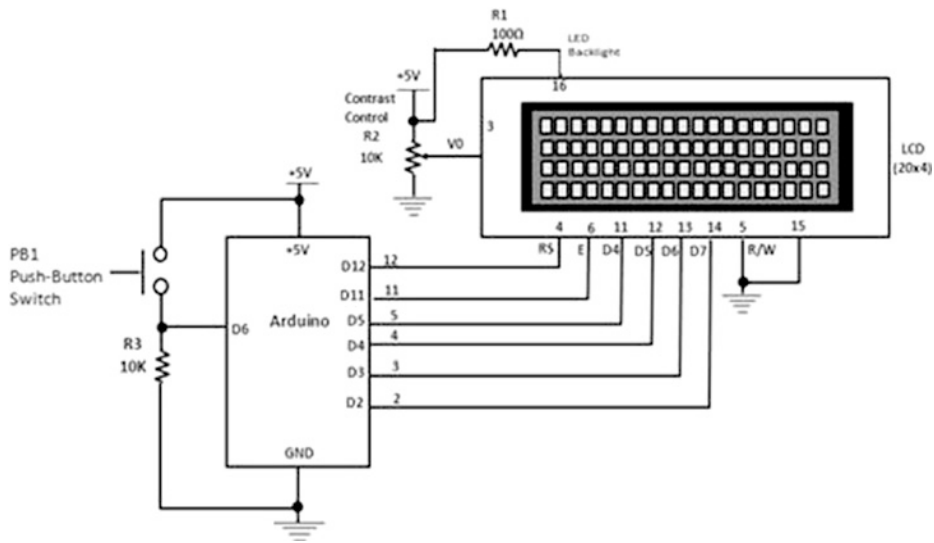 R1
100Ω
LED
Backlight
+5V
16
Contrast
Control
R2
10K
V0
3
LCD
(20x4)
+5V
4 6 11 12 13 14 5 15
RS E D4 D5 D6 D7 R/W
+5V
PB1
Push-Button
Switch
D12 12
D11 11
D6
Arduino
D5 5
D4 4
D3 3
D2 2
R3
10K
GND